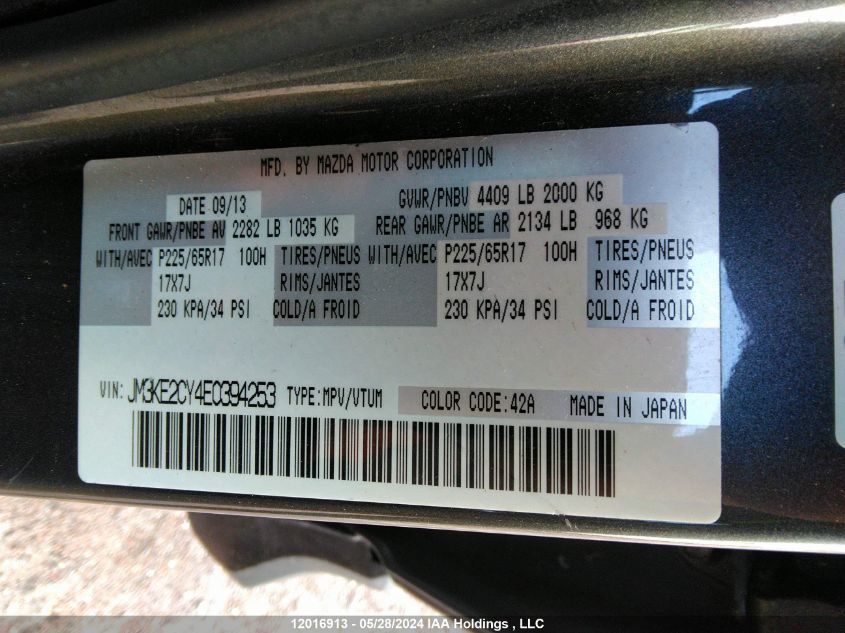 MFD. BY MAZDA MOTOR CORPORATION
DATE 09/13 GVWR/PNBV 4409 LB 2000 KG
FRONT GAWR/PNBE AV 2282 LB 1035 KG REAR GAWR/PNBE AR 2134 LB 968 KG
WITH/AVEC P225/65R17 100H TIRES/PNEUS WITH/AVEC P225/65R17 100H TIRES/PNEUS
17X7J RIMS/JANTES 17X7J RIMS/JANTES
230 KPA/34 PSI COLD/A FROID 230 KPA/34 PSI COLD/A FROID
VIN: JM3KE2CY4E0394253 TYPE:MPV/VTUM COLOR CODE:42A MADE IN JAPAN
12016913 - 05/28/2024 IAA Holdings , LLC